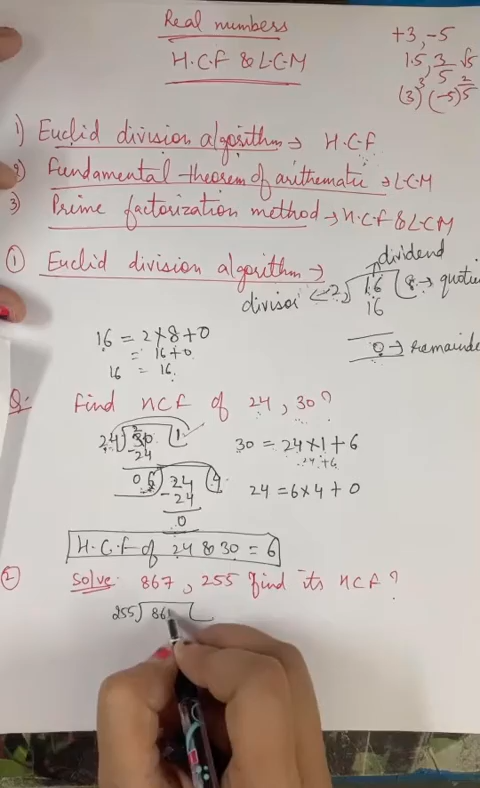 Real numbers
H.C.F & L.C.M
+3, -5
1.5, 3/5 √5
(3)³ (-5)^2/5
1) Euclid division algorithm → H.C.F
2) Fundamental theorem of arithematic → L.C.M
3) Prime factorization method → H.C.F & L.C.M
① Euclid division algorithm →
dividend
divisor ← 2) 16 ( 8 → quotie
16
0 → remainde
16 = 2×8+0
= 16+0
16 = 16
Q: Find HCF of 24, 30?
24) 30 ( 1
-24
06) 24 ( 4
-24
0
30 = 24×1+6
24+6
24 = 6×4+0
H.C.F of 24 & 30 = 6
② Solve 867, 255 find its HCF?
255) 86